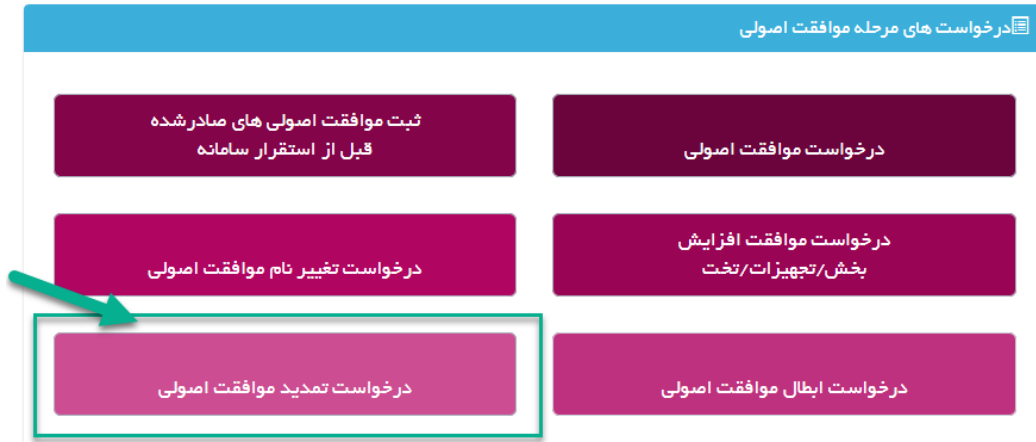 درخواست های مرحله موافقت اصولی
درخواست موافقت اصولی
ثبت موافقت اصولی های صادرشده
قبل از استقرار سامانه
درخواست موافقت افزایش
بخش/تجهیزات/تخت
درخواست تغییر نام موافقت اصولی
درخواست ابطال موافقت اصولی
درخواست تمدید موافقت اصولی